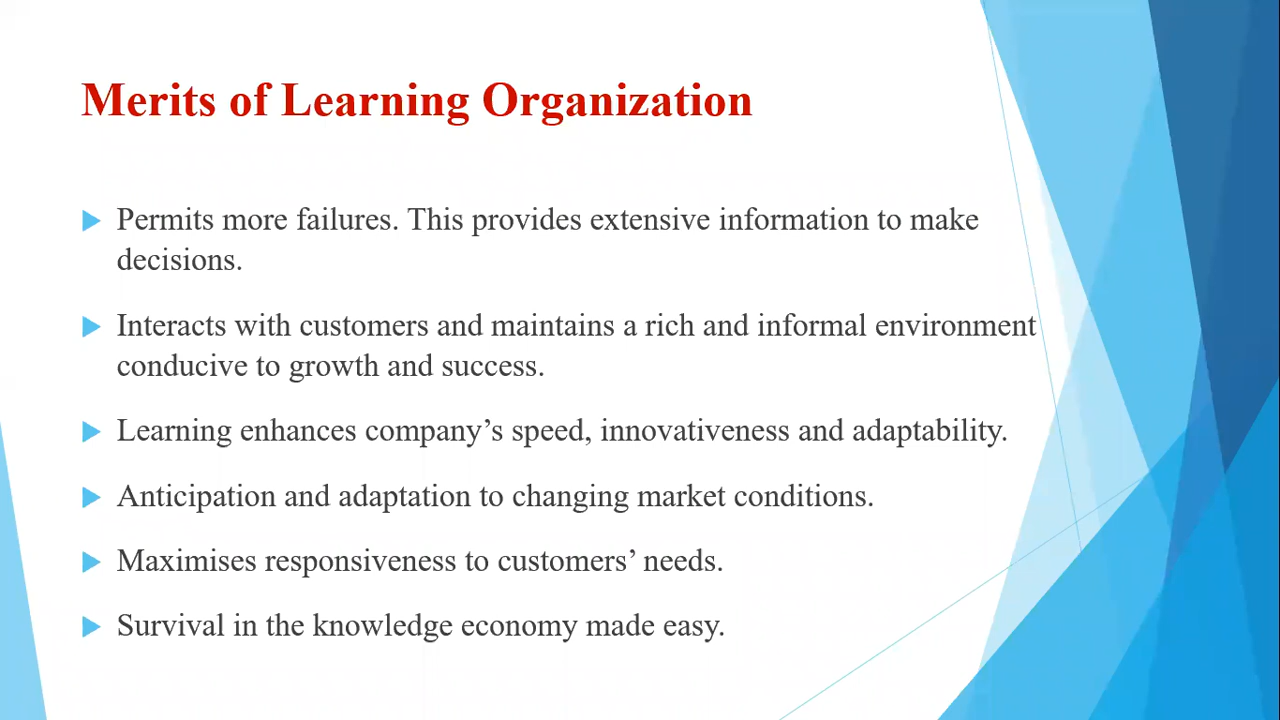 Merits of Learning Organization
Permits more failures. This provides extensive information to make
decisions.
Interacts with customers and maintains a rich and informal environment
conducive to growth and success.
Learning enhances company’s speed, innovativeness and adaptability.
Anticipation and adaptation to changing market conditions.
Maximises responsiveness to customers’ needs.
Survival in the knowledge economy made easy.